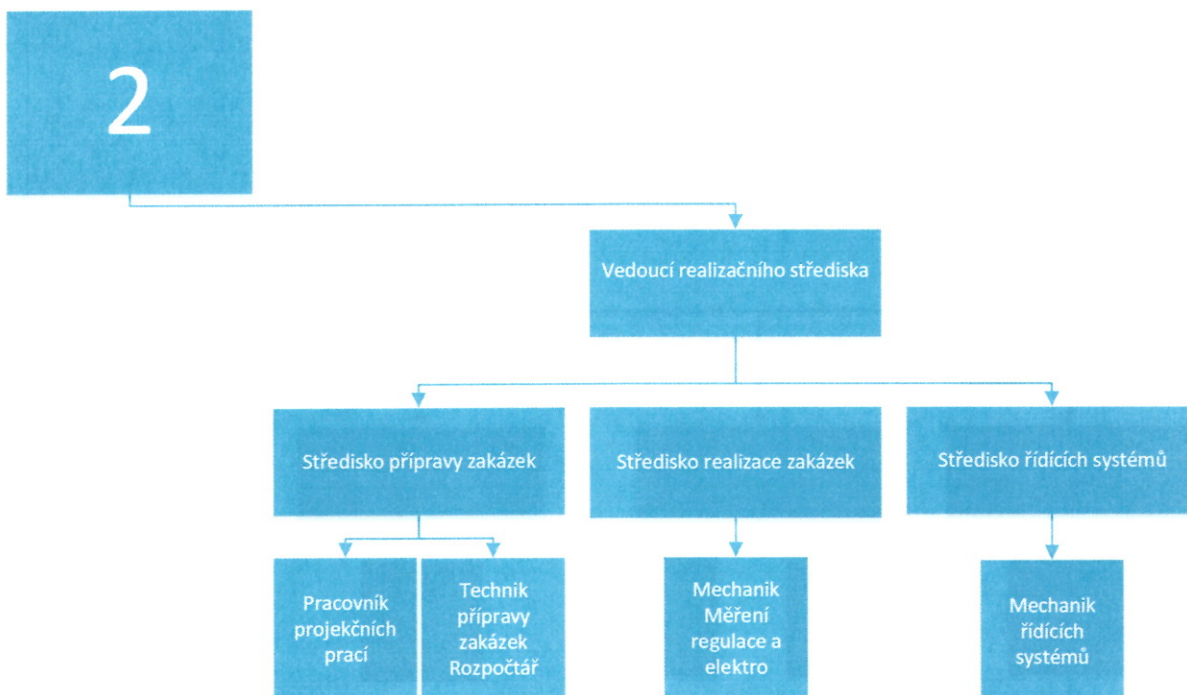 2
Vedoucí realizačního střediska
Středisko přípravy zakázek
Středisko realizace zakázek
Středisko řídících systémů
Pracovník
projekčních
prací
Technik
přípravy
zakázek
Rozpočtář
Mechanik
Měření
regulace a
elektro
Mechanik
řídících
systémů